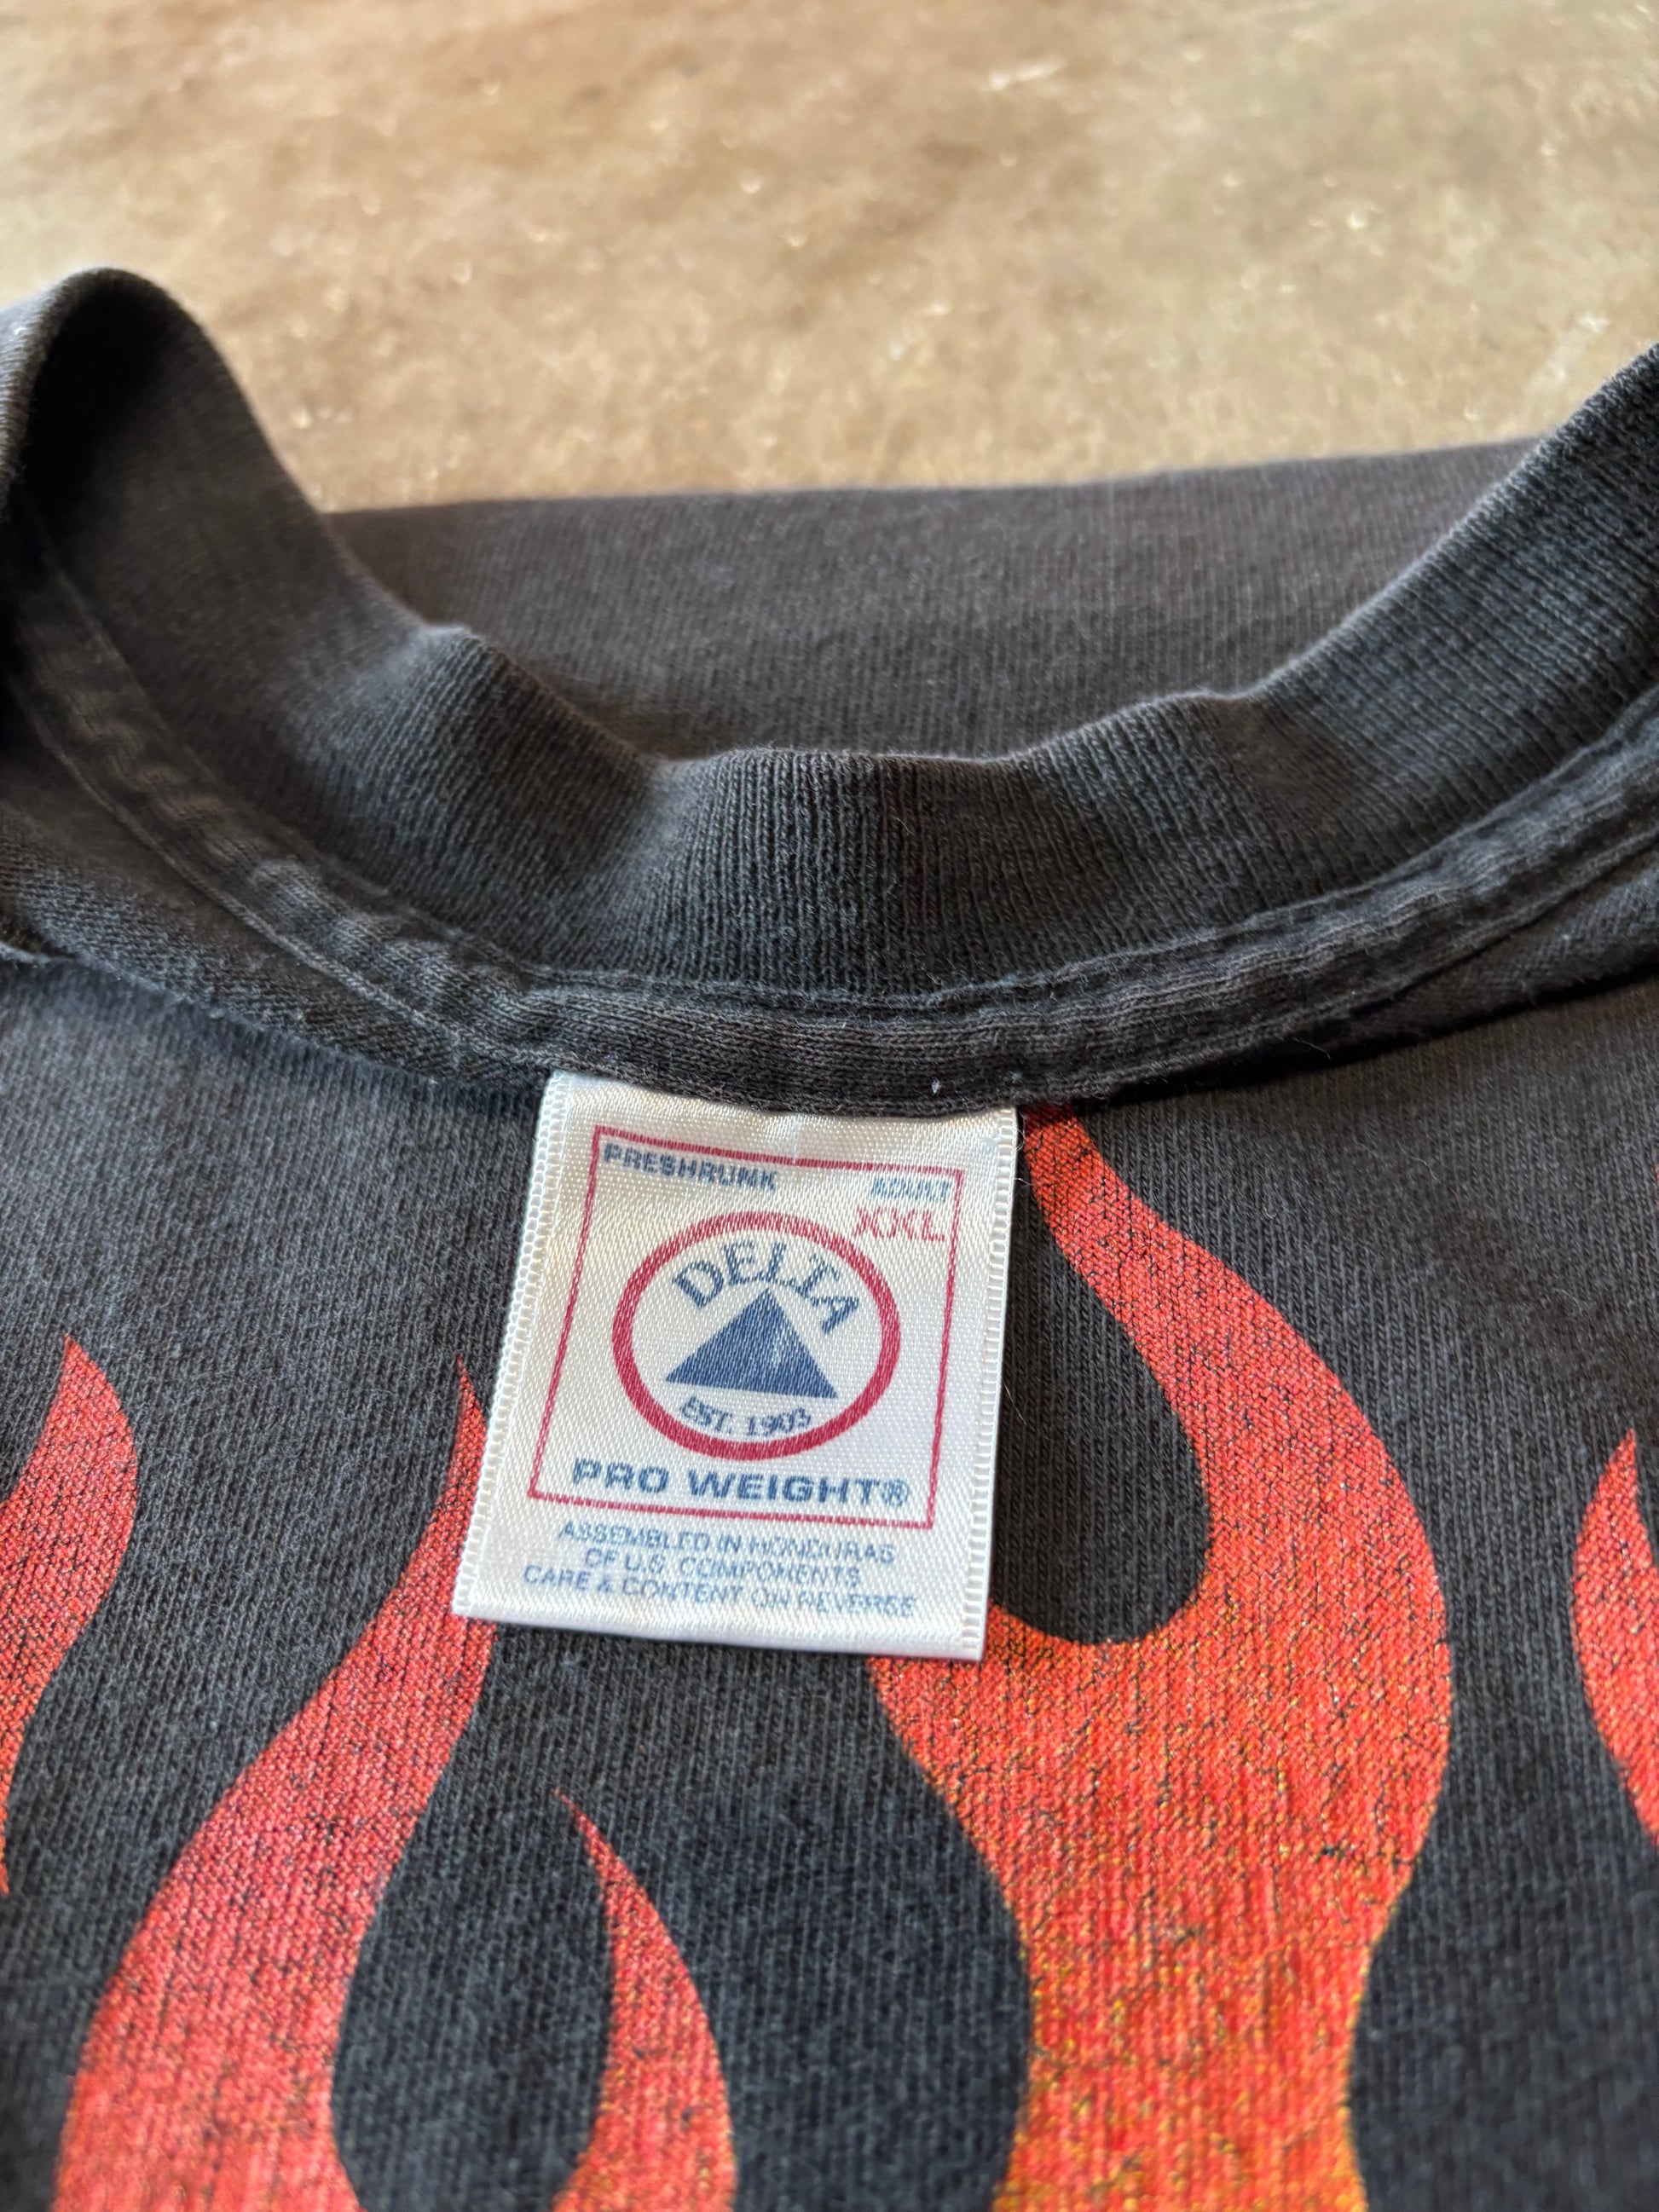 PRESHRUNK ADULT
XXL
DELTA
EST. 1903
PRO WEIGHT®
ASSEMBLED IN HONDURAS
OF U.S. COMPONENTS
CARE & CONTENT ON REVERSE